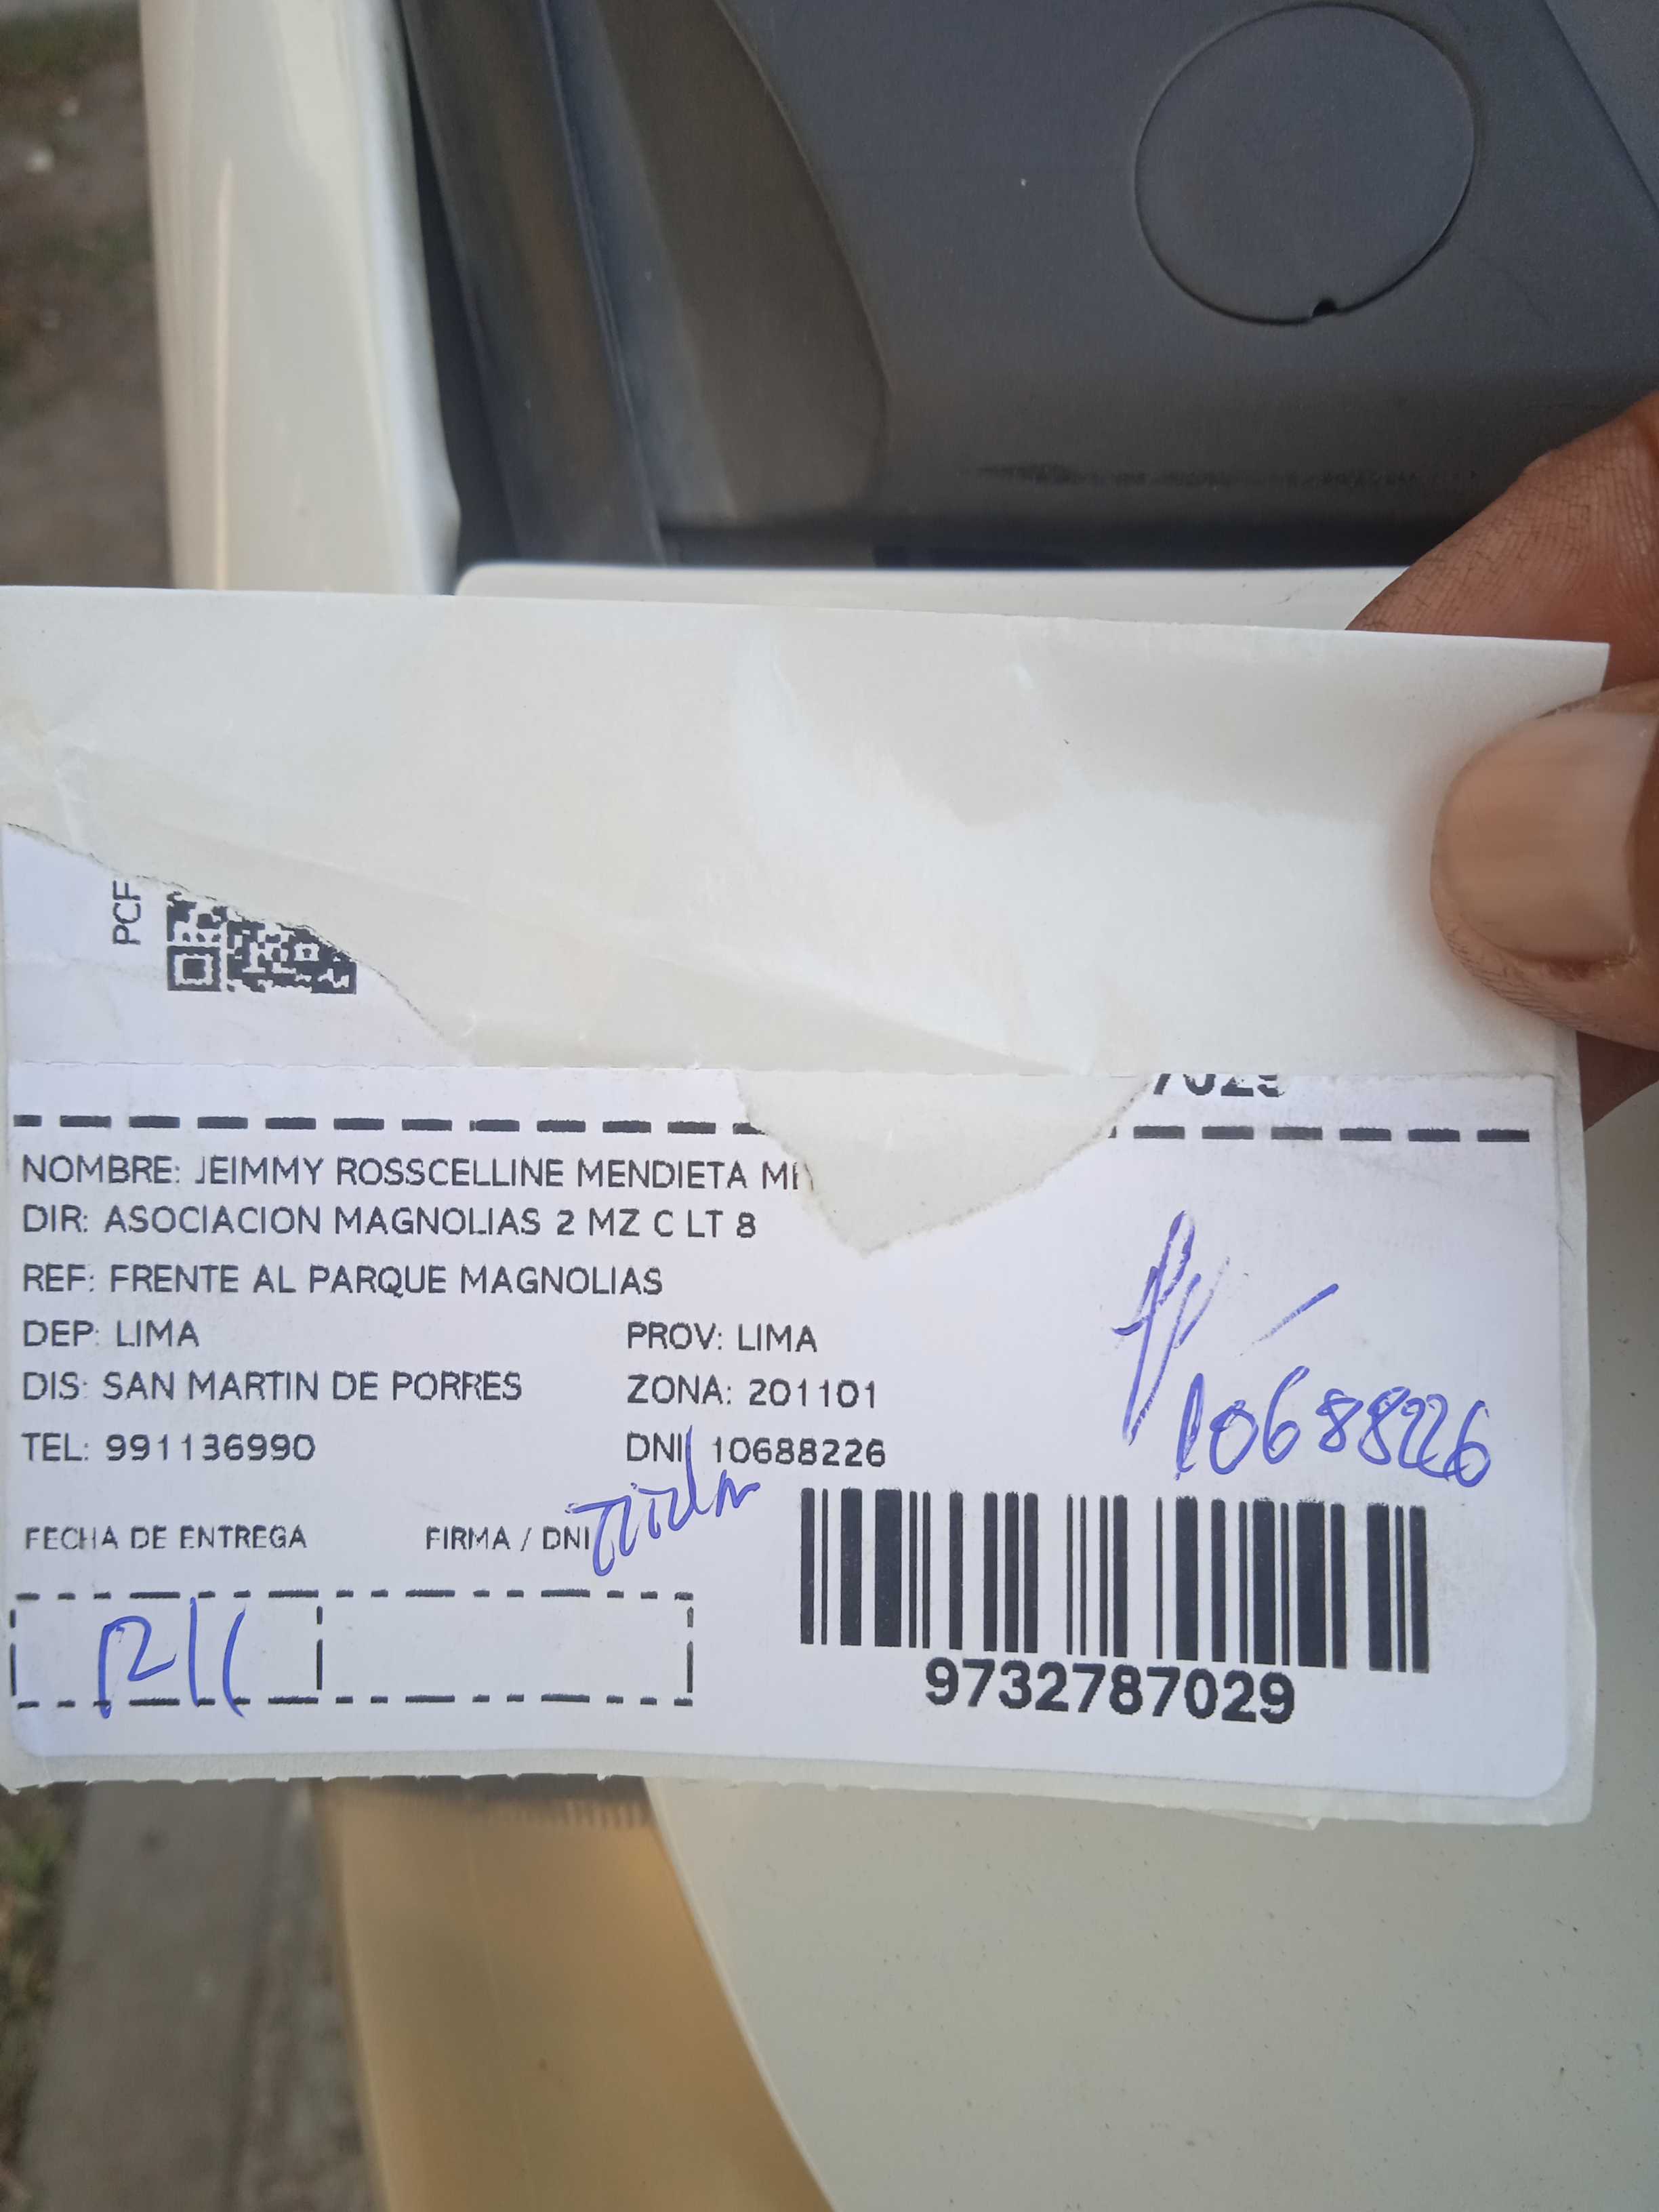 PCF
NOMBRE: JEIMMY ROSSCELLINE MENDIETA
DIR: ASOCIACION MAGNOLIAS 2 MZ C LT 8
REF: FRENTE AL PARQUE MAGNOLIAS
DEP: LIMA PROV: LIMA
DIS: SAN MARTIN DE PORRES ZONA: 201101
TEL: 991136990 DNI: 10688226
10688226
FECHA DE ENTREGA FIRMA / DNI
9732787029